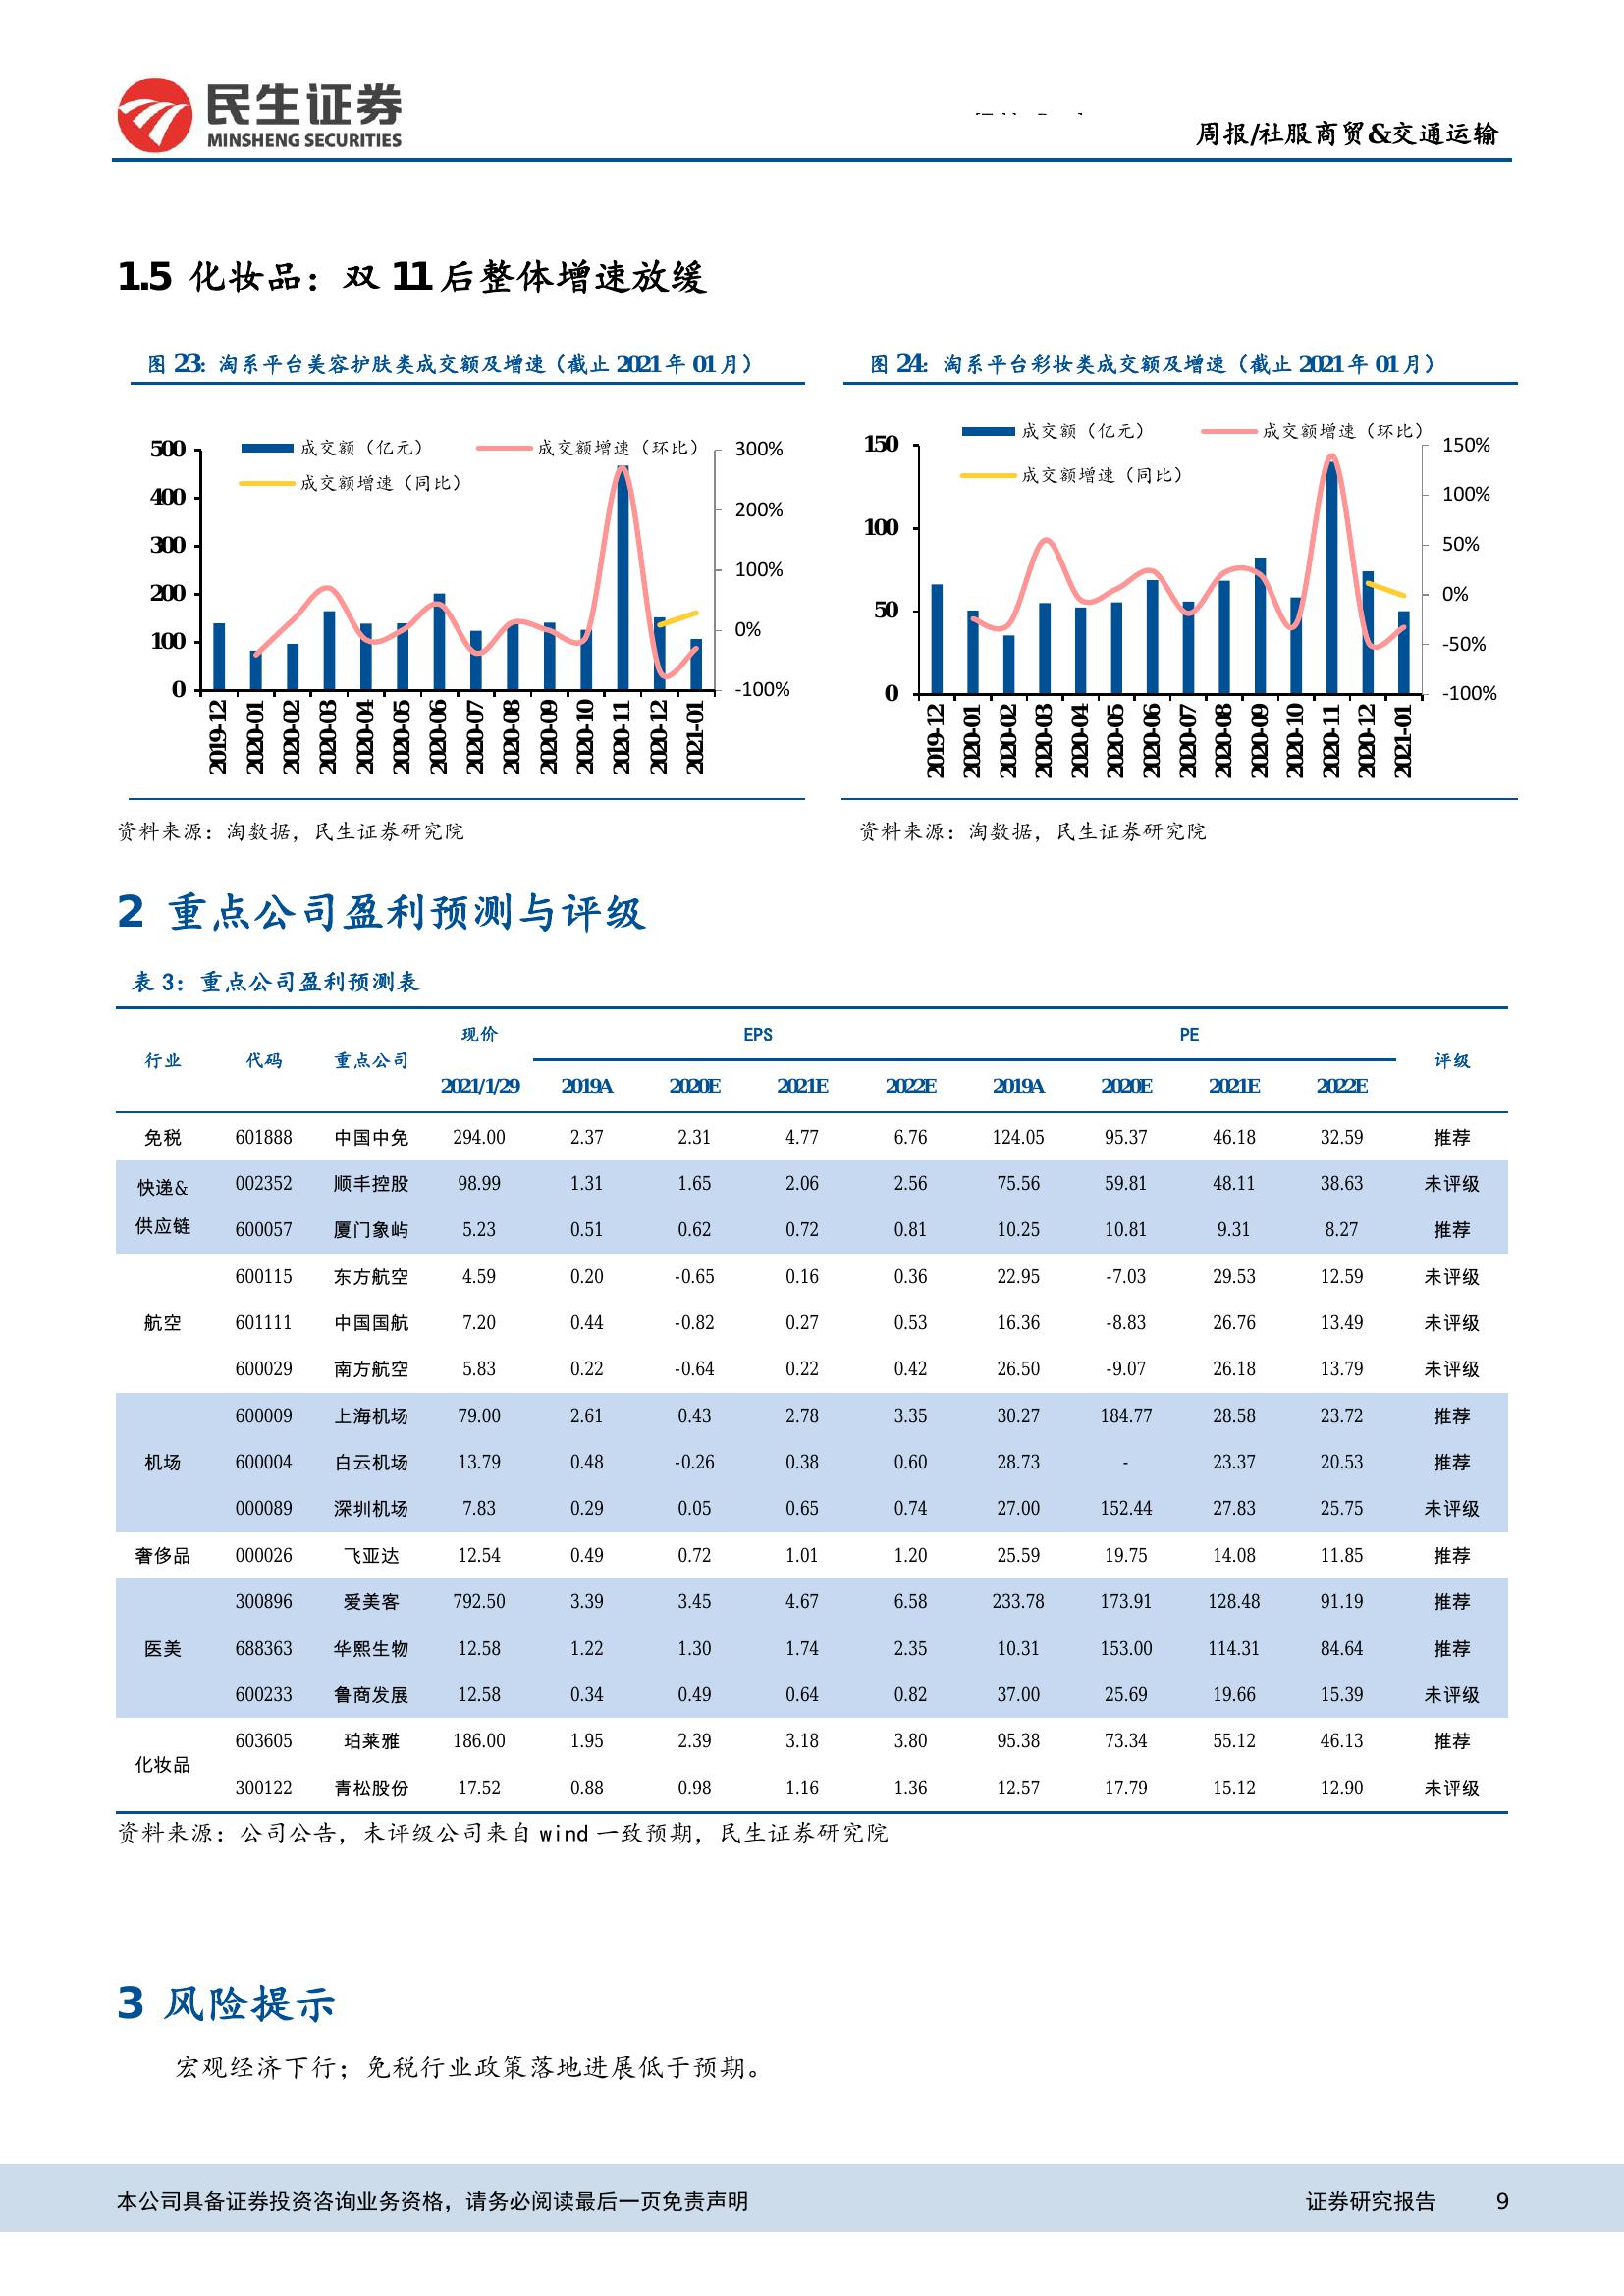 民生证券
MINSHENG SECURITIES
周报/社服商贸&交通运输
1.5 化妆品：双 11 后整体增速放缓
图 23：淘系平台美容护肤类成交额及增速（截止 2021 年 01 月）
成交额（亿元） 成交额增速（环比）
成交额增速（同比）
500
400
300
200
100
0
300%
200%
100%
0%
-100%
2019-12 2020-01 2020-02 2020-03 2020-04 2020-05 2020-06 2020-07 2020-08 2020-09 2020-10 2020-11 2020-12 2021-01
资料来源：淘数据，民生证券研究院
图 24：淘系平台彩妆类成交额及增速（截止 2021 年 01 月）
成交额（亿元） 成交额增速（环比）
成交额增速（同比）
150
100
50
0
150%
100%
50%
0%
-50%
-100%
2019-12 2020-01 2020-02 2020-03 2020-04 2020-05 2020-06 2020-07 2020-08 2020-09 2020-10 2020-11 2020-12 2021-01
资料来源：淘数据，民生证券研究院
2 重点公司盈利预测与评级
表 3：重点公司盈利预测表
行业 代码 重点公司 现价 EPS PE 评级
2021/1/29 2019A 2020E 2021E 2022E 2019A 2020E 2021E 2022E
免税 601888 中国中免 294.00 2.37 2.31 4.77 6.76 124.05 95.37 46.18 32.59 推荐
快递&
供应链
002352 顺丰控股 98.99 1.31 1.65 2.06 2.56 75.56 59.81 48.11 38.63 未评级
600057 厦门象屿 5.23 0.51 0.62 0.72 0.81 10.25 10.81 9.31 8.27 推荐
600115 东方航空 4.59 0.20 -0.65 0.16 0.36 22.95 -7.03 29.53 12.59 未评级
航空 601111 中国国航 7.20 0.44 -0.82 0.27 0.53 16.36 -8.83 26.76 13.49 未评级
600029 南方航空 5.83 0.22 -0.64 0.22 0.42 26.50 -9.07 26.18 13.79 未评级
600009 上海机场 79.00 2.61 0.43 2.78 3.35 30.27 184.77 28.58 23.72 推荐
机场 600004 白云机场 13.79 0.48 -0.26 0.38 0.60 28.73 - 23.37 20.53 推荐
000089 深圳机场 7.83 0.29 0.05 0.65 0.74 27.00 152.44 27.83 25.75 未评级
奢侈品 000026 飞亚达 12.54 0.49 0.72 1.01 1.20 25.59 19.75 14.08 11.85 推荐
300896 爱美客 792.50 3.39 3.45 4.67 6.58 233.78 173.91 128.48 91.19 推荐
医美 688363 华熙生物 12.58 1.22 1.30 1.74 2.35 10.31 153.00 114.31 84.64 推荐
600233 鲁商发展 12.58 0.34 0.49 0.64 0.82 37.00 25.69 19.66 15.39 未评级
化妆品
603605 珀莱雅 186.00 1.95 2.39 3.18 3.80 95.38 73.34 55.12 46.13 推荐
300122 青松股份 17.52 0.88 0.98 1.16 1.36 12.57 17.79 15.12 12.90 未评级
资料来源：公司公告，未评级公司来自 wind 一致预期，民生证券研究院
3 风险提示
宏观经济下行；免税行业政策落地进展低于预期。
本公司具备证券投资咨询业务资格，请务必阅读最后一页免责声明 证券研究报告 9